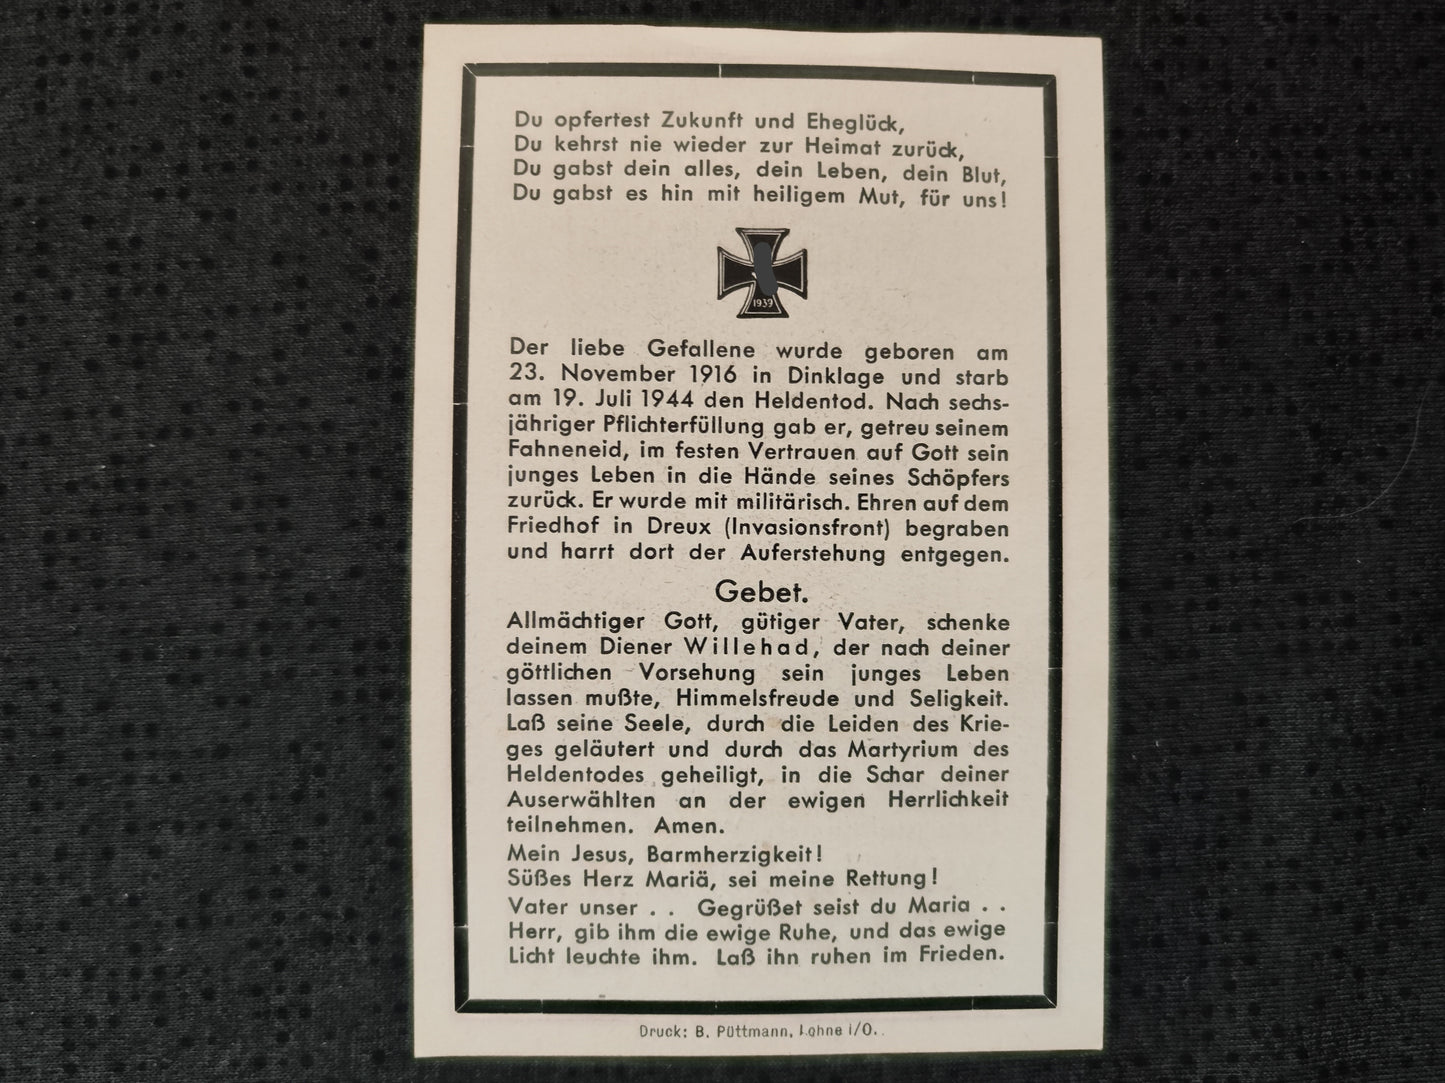 Du opfertest Zukunft und Eheglück,
Du kehrst nie wieder zur Heimat zurück,
Du gabst dein alles, dein Leben, dein Blut,
Du gabst es hin mit heiligem Mut, für uns!
1939
Der liebe Gefallene wurde geboren am
23. November 1916 in Dinklage und starb
am 19. Juli 1944 den Heldentod. Nach sechs-
jähriger Pflichterfüllung gab er, getreu seinem
Fahneneid, im festen Vertrauen auf Gott sein
junges Leben in die Hände seines Schöpfers
zurück. Er wurde mit militärisch. Ehren auf dem
Friedhof in Dreux (Invasionsfront) begraben
und harrt dort der Auferstehung entgegen.
Gebet.
Allmächtiger Gott, gütiger Vater, schenke
deinem Diener Willehad, der nach deiner
göttlichen Vorsehung sein junges Leben
lassen mußte, Himmelsfreude und Seligkeit.
Laß seine Seele, durch die Leiden des Krie-
ges geläutert und durch das Martyrium des
Heldentodes geheiligt, in die Schar deiner
Auserwählten an der ewigen Herrlichkeit
teilnehmen. Amen.
Mein Jesus, Barmherzigkeit!
Süßes Herz Mariä, sei meine Rettung!
Vater unser . . Gegrüßet seist du Maria . .
Herr, gib ihm die ewige Ruhe, und das ewige
Licht leuchte ihm. Laß ihn ruhen im Frieden.
Druck: B. Püttmann, Lohne i/O.